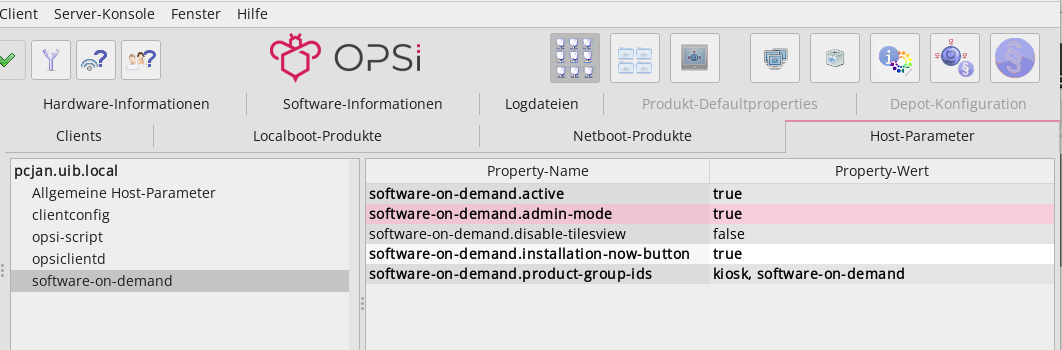 Client Server-Konsole Fenster Hilfe
OPSi
Hardware-Informationen Software-Informationen Logdateien Produkt-Defaultproperties Depot-Konfiguration
Clients Localboot-Produkte Netboot-Produkte Host-Parameter
pcjan.uib.local
Allgemeine Host-Parameter
clientconfig
opsi-script
opsiclientd
software-on-demand
Property-Name Property-Wert
software-on-demand.active true
software-on-demand.admin-mode true
software-on-demand.disable-tilesview false
software-on-demand.installation-now-button true
software-on-demand.product-group-ids kiosk, software-on-demand